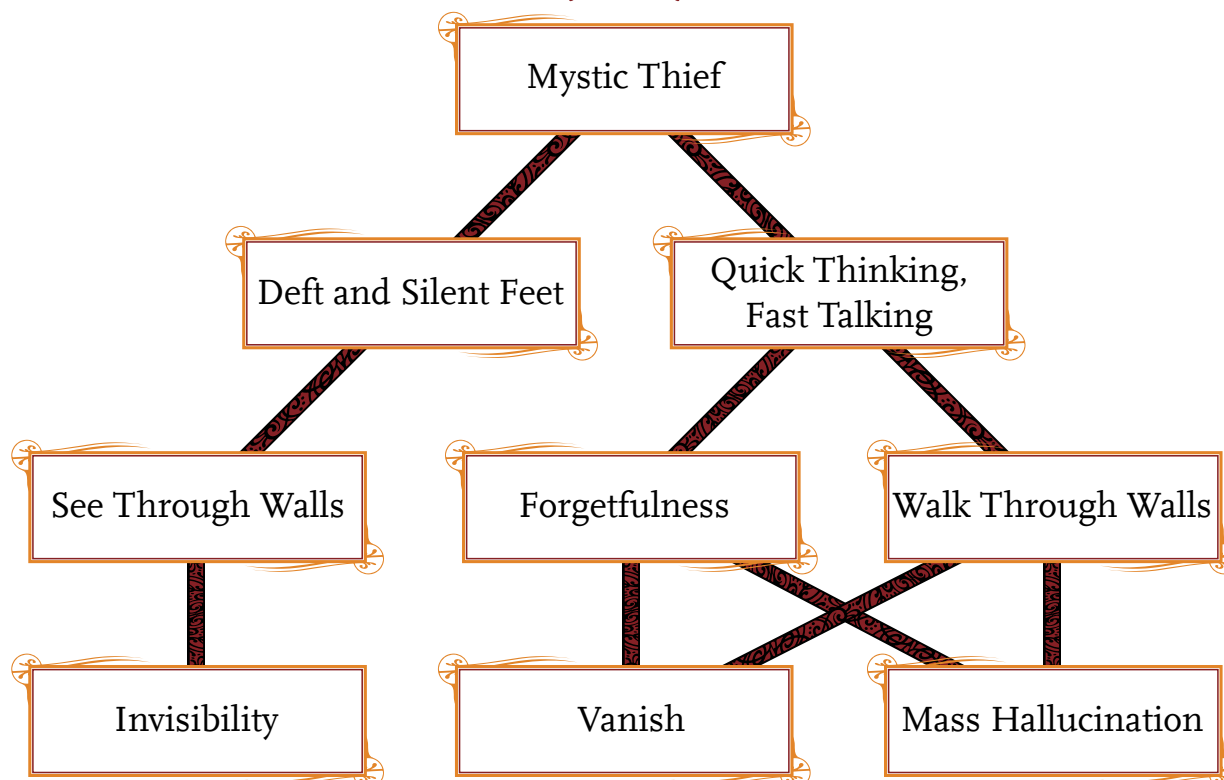 Mystic Thief
Deft and Silent Feet
Quick Thinking,
Fast Talking
See Through Walls
Forgetfulness
Walk Through Walls
Invisibility
Vanish
Mass Hallucination